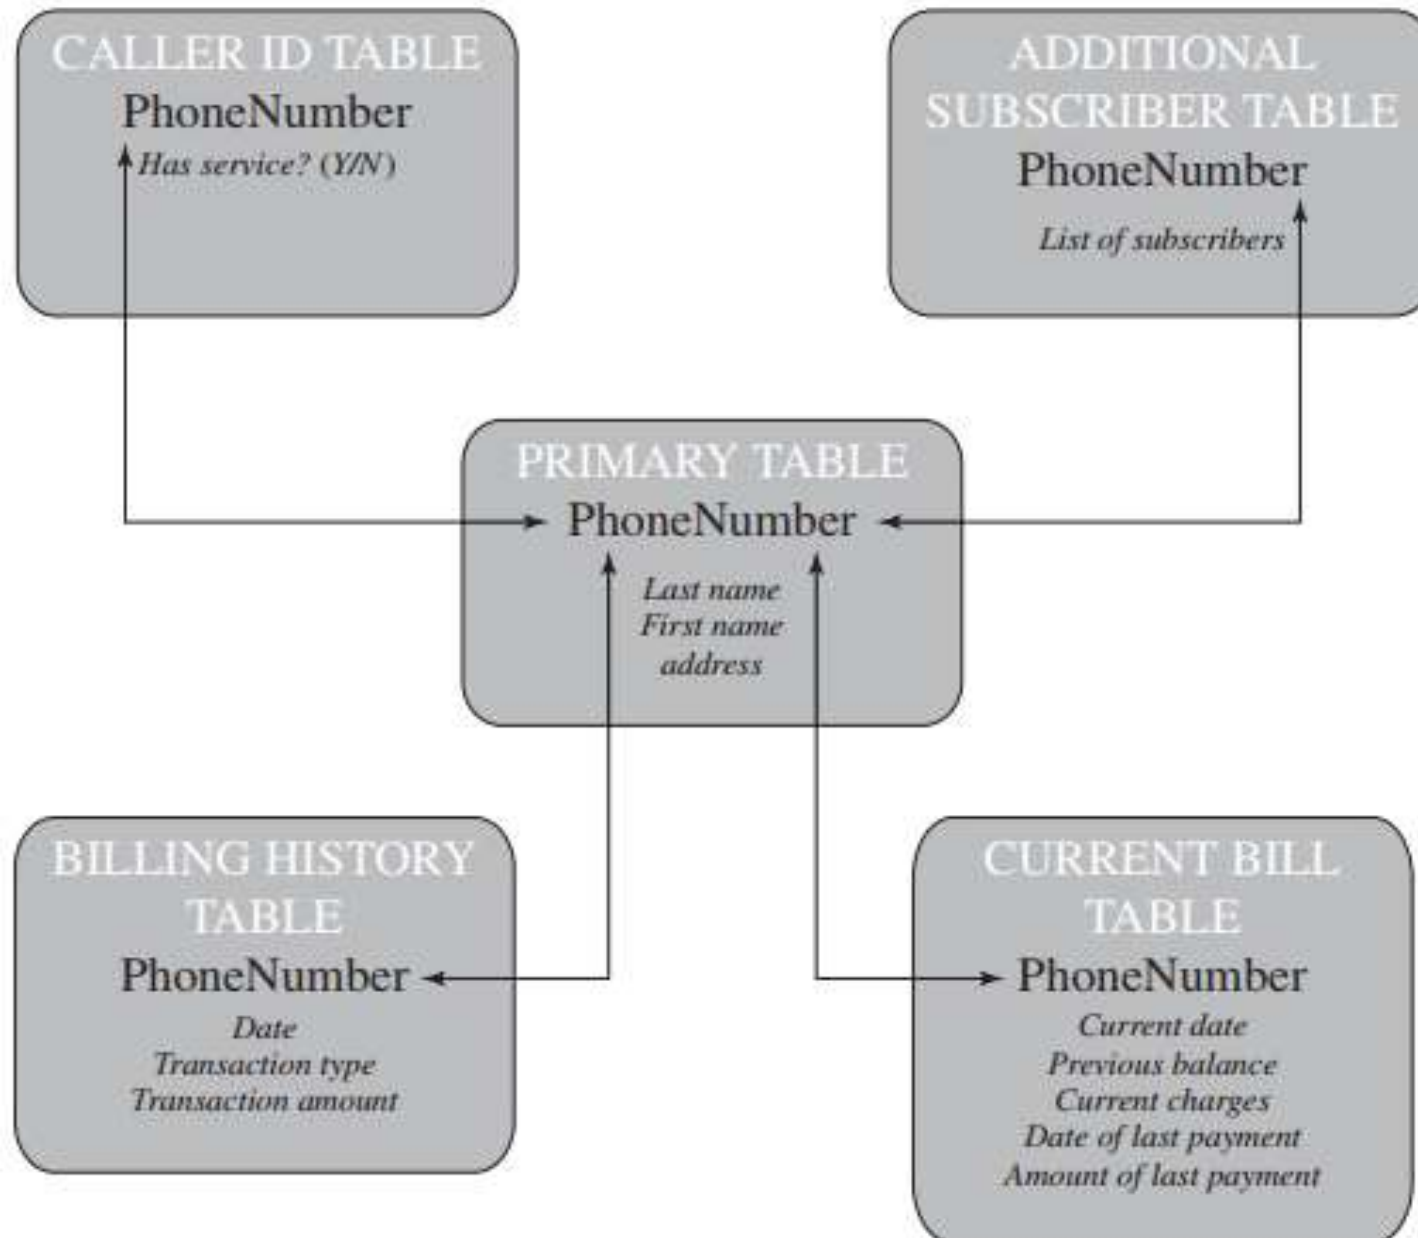 CALLER ID TABLE
PhoneNumber
Has service? (Y/N)
ADDITIONAL
SUBSCRIBER TABLE
PhoneNumber
List of subscribers
PRIMARY TABLE
PhoneNumber
Last name
First name
address
BILLING HISTORY
TABLE
PhoneNumber
Date
Transaction type
Transaction amount
CURRENT BILL
TABLE
PhoneNumber
Current date
Previous balance
Current charges
Date of last payment
Amount of last payment